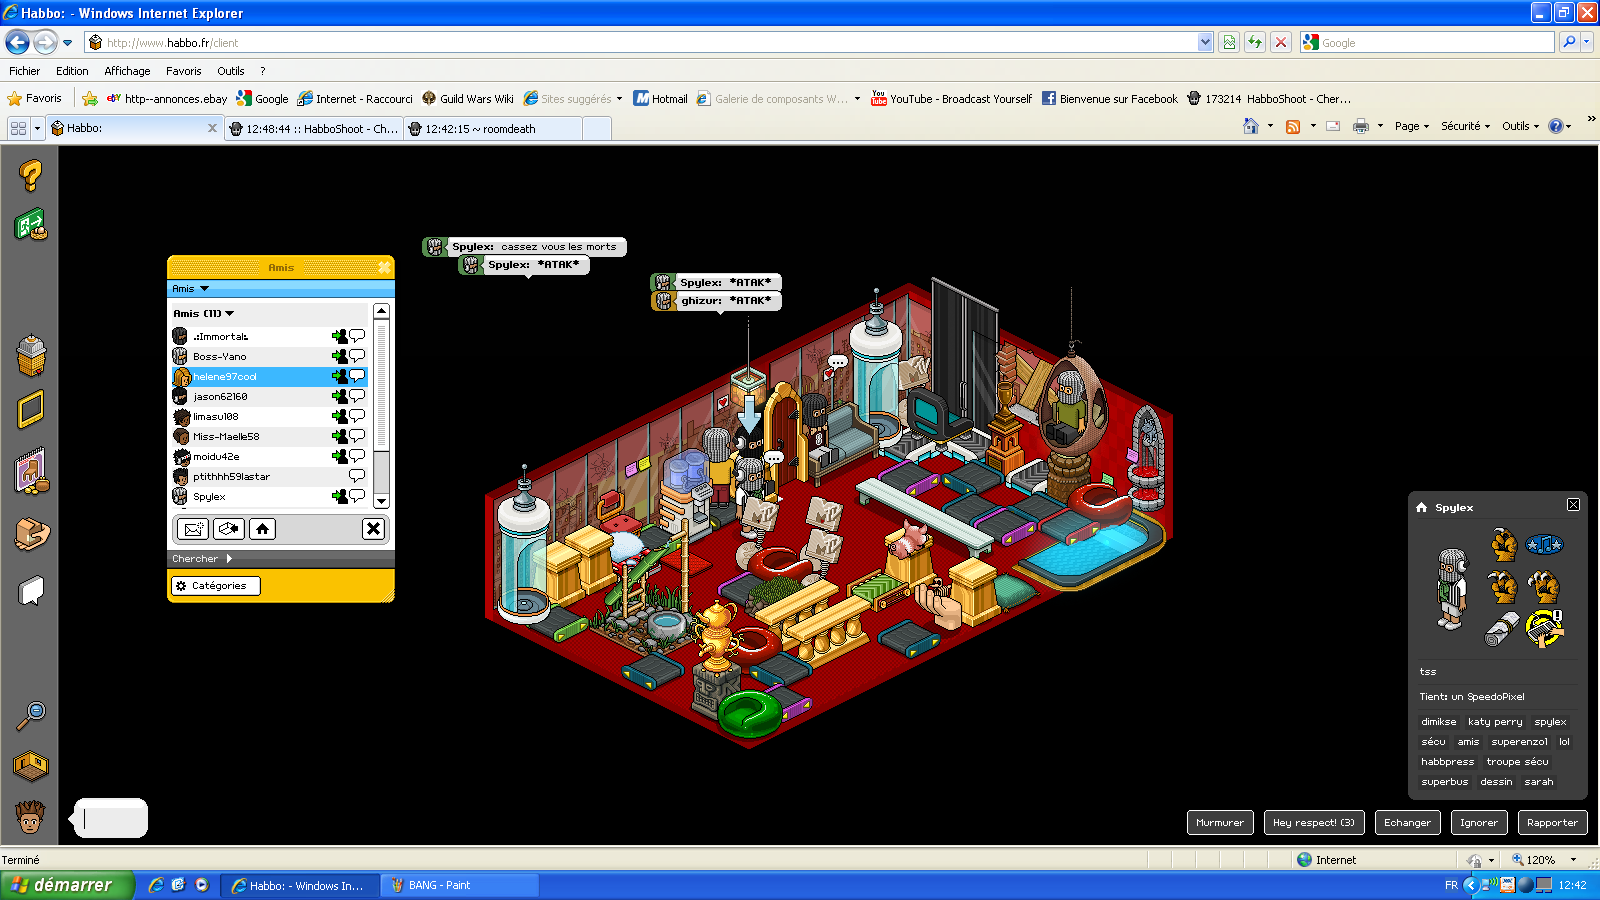 Habbo: - Windows Internet Explorer
http://www.habbo.fr/client
Google
Fichier Edition Affichage Favoris Outils ?
Favoris
http--annonces.ebay
Google
Internet - Raccourci
Guild Wars Wiki
Sites suggérés
Hotmail
Galerie de composants W...
YouTube - Broadcast Yourself
Bienvenue sur Facebook
173214 HabboShoot - Cher...
Habbo:
12:48:44 :: HabboShoot - Ch...
12:42:15 ~ roomdeath
Page Sécurité Outils
Spylex: cassez vous les morts
Spylex: *ATAK*
Spylex: *ATAK*
ghizur: *ATAK*
Amis
Amis
Amis (11)
Boss-Yano
helene97cool
jason62160
limasu108
Miss-Maelle58
moidu42e
ptithhh59lastar
Spylex
Chercher
Catégories
Spylex
tss
Tient: un SpeedoPixel
dimikse katy perry spylex
sécu amis superenzo1 lol
habbpress troupe sécu
superbus dessin sarah
Murmurer Hey respect! (3) Echanger Ignorer Rapporter
Terminé
Internet
120%
démarrer
Habbo: - Windows In...
BANG - Paint
FR
12:42